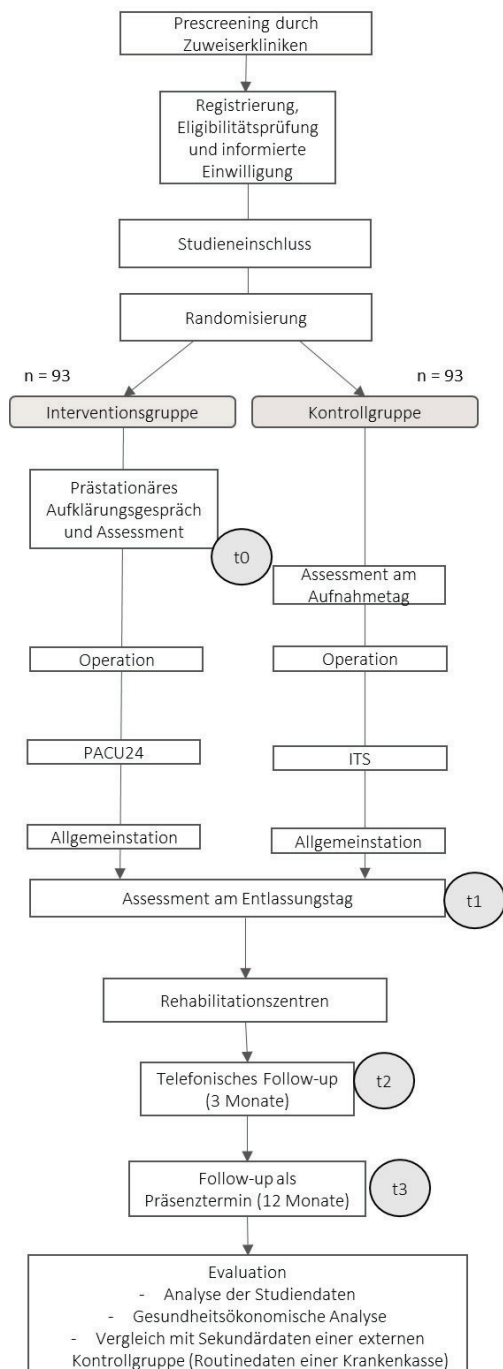 Prescreening durch
Zuweiserkliniken
Registrierung,
Eligibilitätsprüfung
und informierte
Einwilligung
Studieneinschluss
Randomisierung
n = 93
n = 93
Interventionsgruppe
Kontrollgruppe
Prästationäres
Aufklärungsgespräch
und Assessment
t0
Assessment am
Aufnahmetag
Operation
Operation
PACU24
ITS
Allgemeinstation
Allgemeinstation
Assessment am Entlassungstag
t1
Rehabilitationszentren
Telefonisches Follow-up
(3 Monate)
t2
Follow-up als
Präsenztermin (12 Monate)
t3
Evaluation
- Analyse der Studiendaten
- Gesundheitsökonomische Analyse
- Vergleich mit Sekundärdaten einer externen
Kontrollgruppe (Routinedaten einer Krankenkasse)